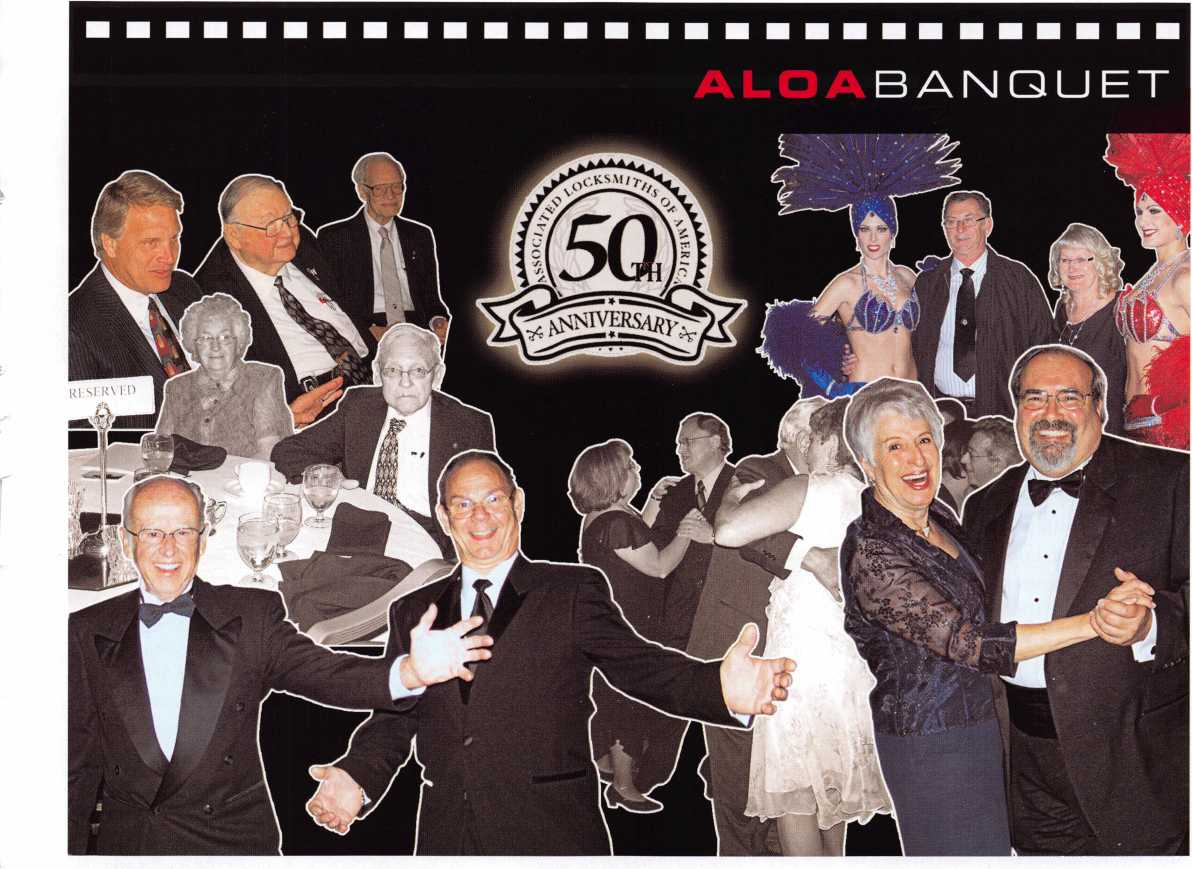 ALOABANQUET
ASSOCIATED LOCKSMITHS OF AMERICA
50TH
ANNIVERSARY
RESERVED